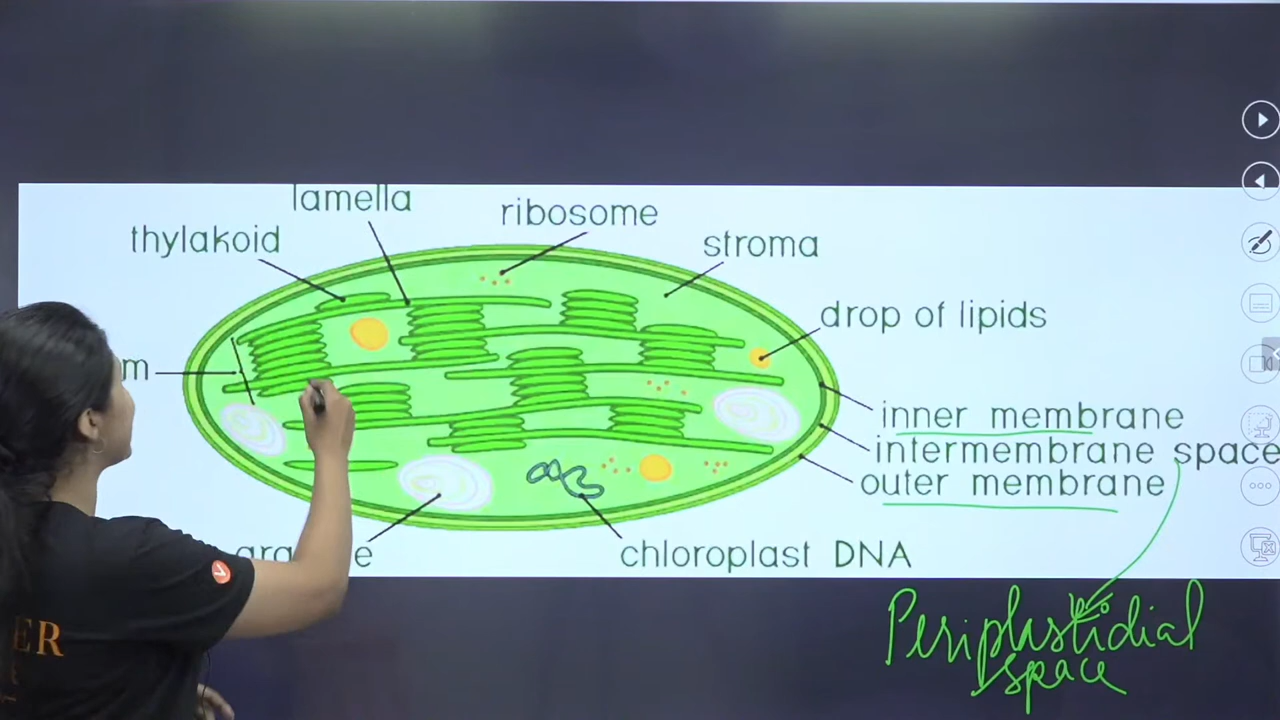 lamella
ribosome
thylakoid
stroma
drop of lipids
inner membrane
intermembrane space
outer membrane
chloroplast DNA
Periplastidial
space